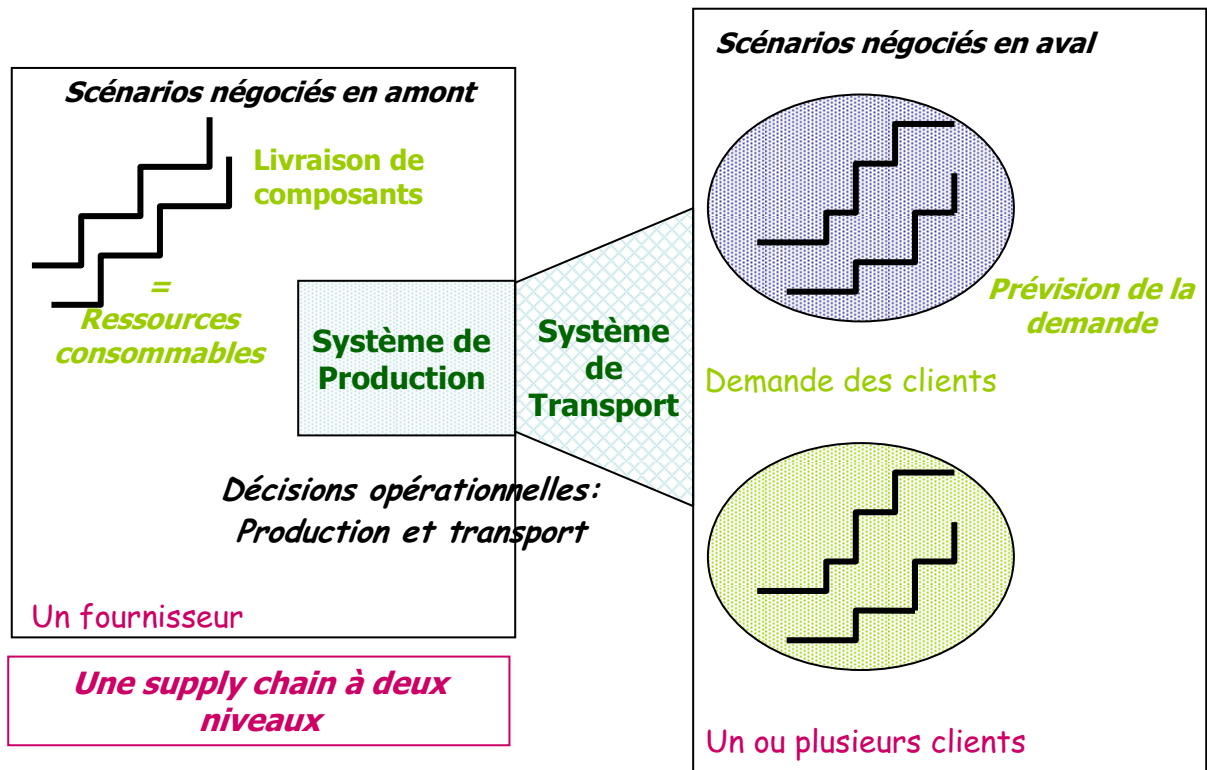 Scénarios négociés en amont
Livraison de
composants
=
Ressources
consommables
Système de
Production
Système
de
Transport
Décisions opérationnelles:
Production et transport
Un fournisseur
Une supply chain à deux
niveaux
Scénarios négociés en aval
Prévision de la
demande
Demande des clients
Un ou plusieurs clients